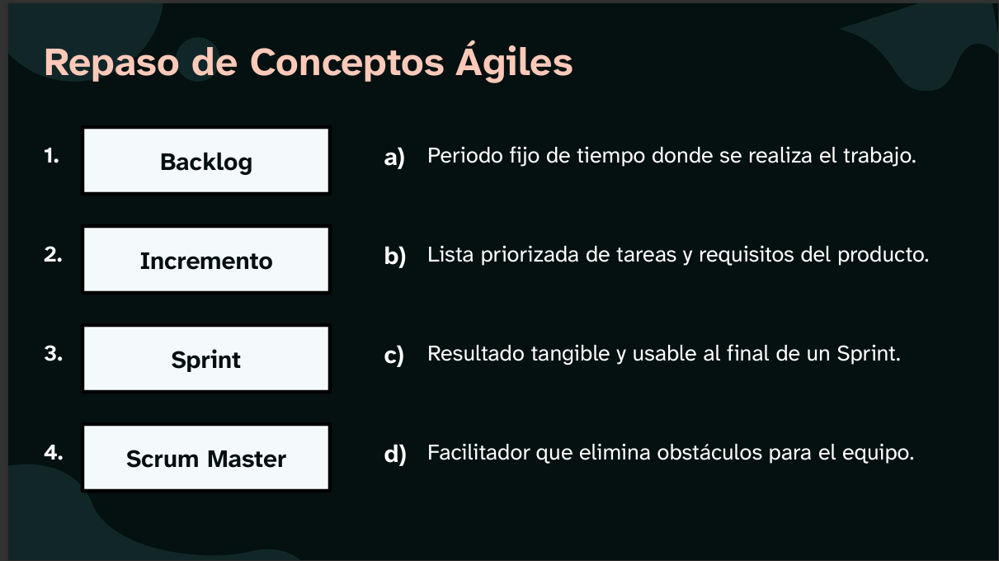 Repaso de Conceptos Ágiles
1. Backlog a) Periodo fijo de tiempo donde se realiza el trabajo.
2. Incremento b) Lista priorizada de tareas y requisitos del producto.
3. Sprint c) Resultado tangible y usable al final de un Sprint.
4. Scrum Master d) Facilitador que elimina obstáculos para el equipo.